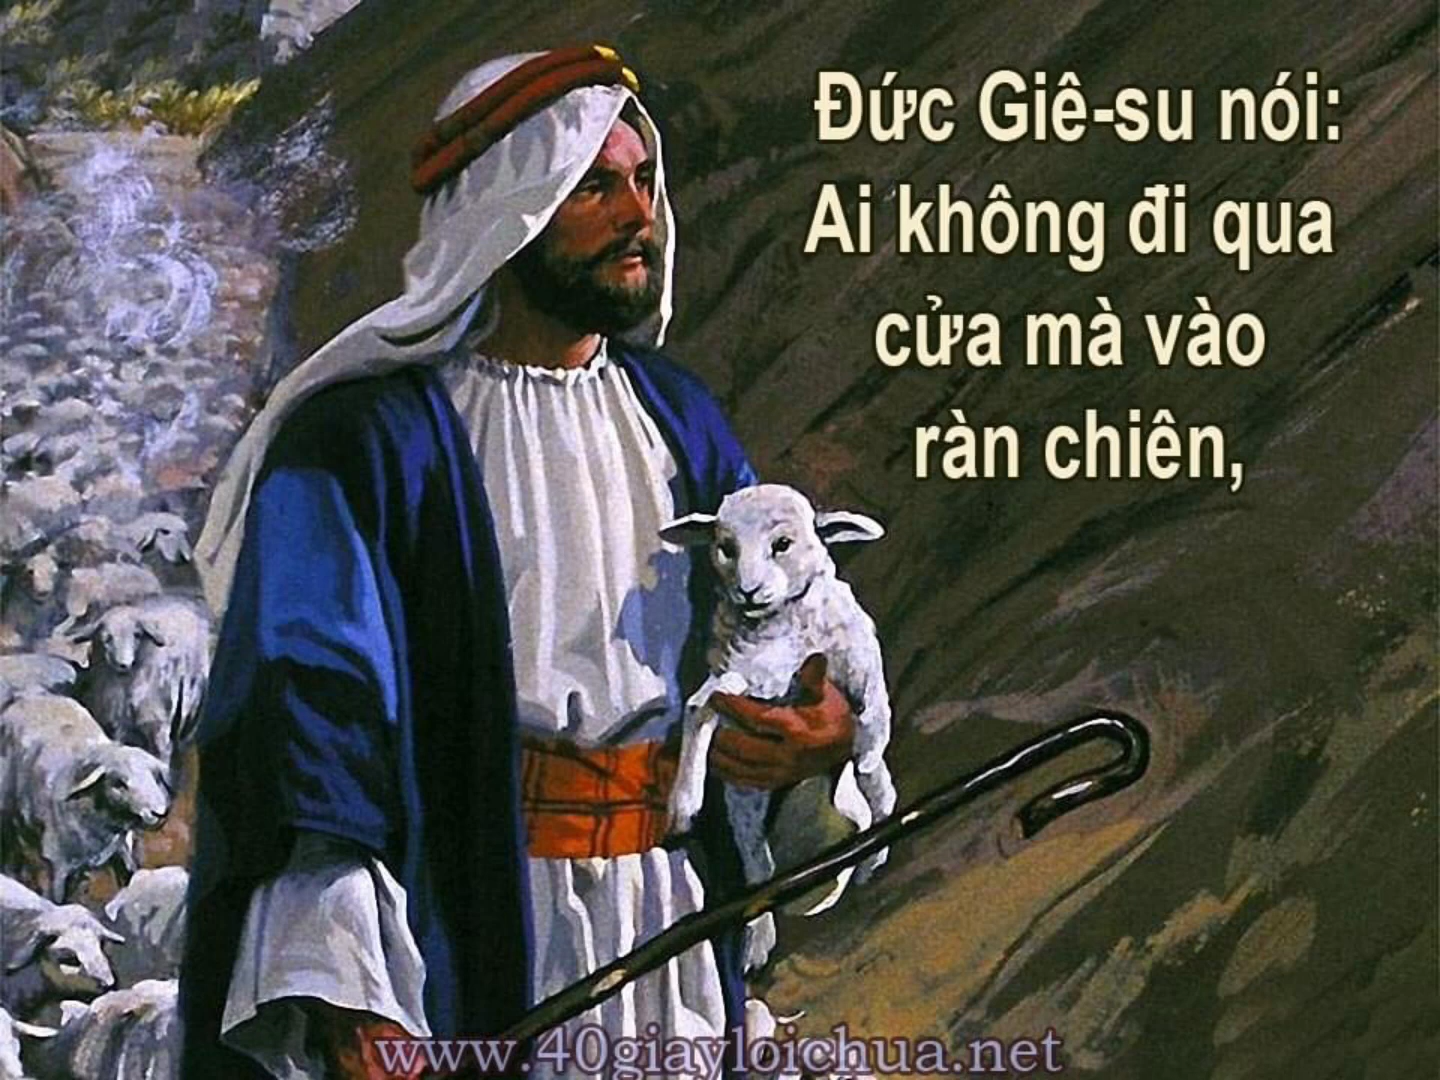 Đức Giê-su nói:
Ai không đi qua
cửa mà vào
ràn chiên,
www.40giayloichua.net